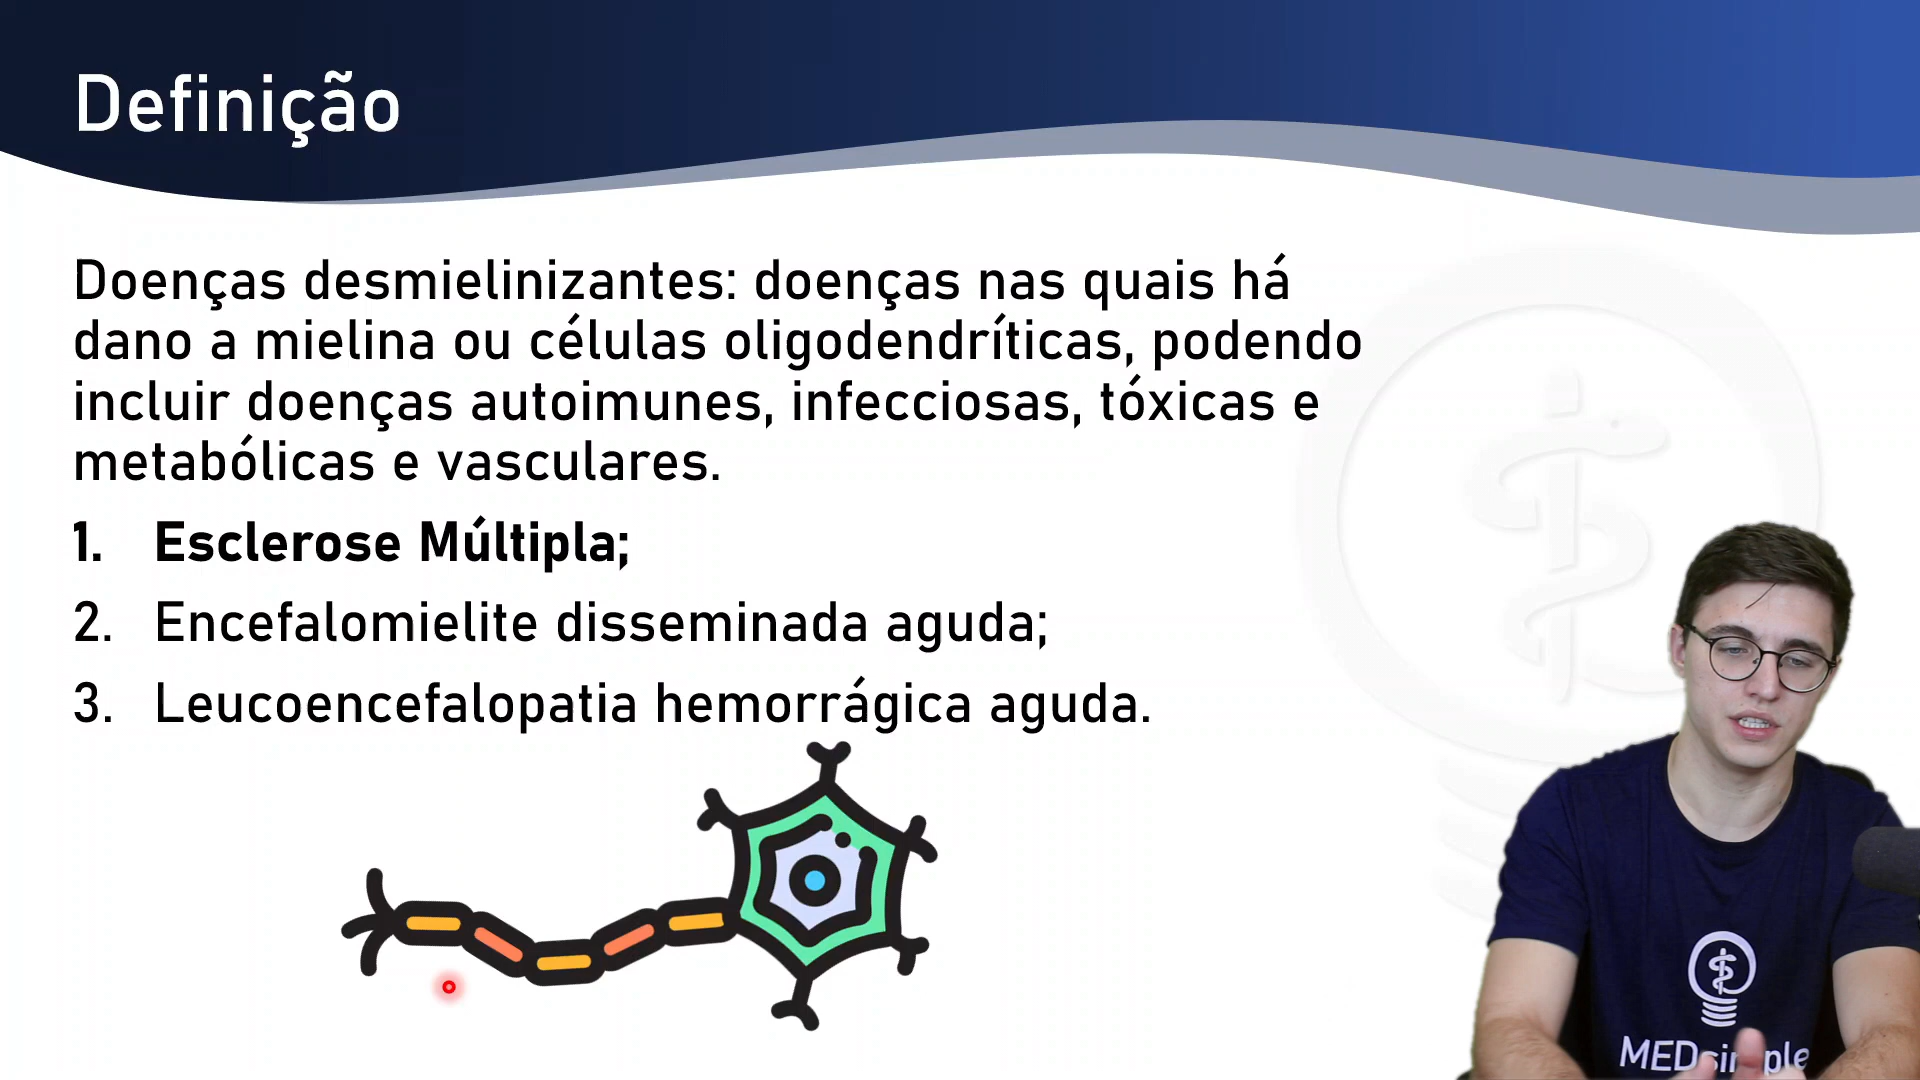 Definição
Doenças desmielinizantes: doenças nas quais há
dano a mielina ou células oligodendríticas, podendo
incluir doenças autoimunes, infecciosas, tóxicas e
metabólicas e vasculares.
1. Esclerose Múltipla;
2. Encefalomielite disseminada aguda;
3. Leucoencefalopatia hemorrágica aguda.
MEDsimple